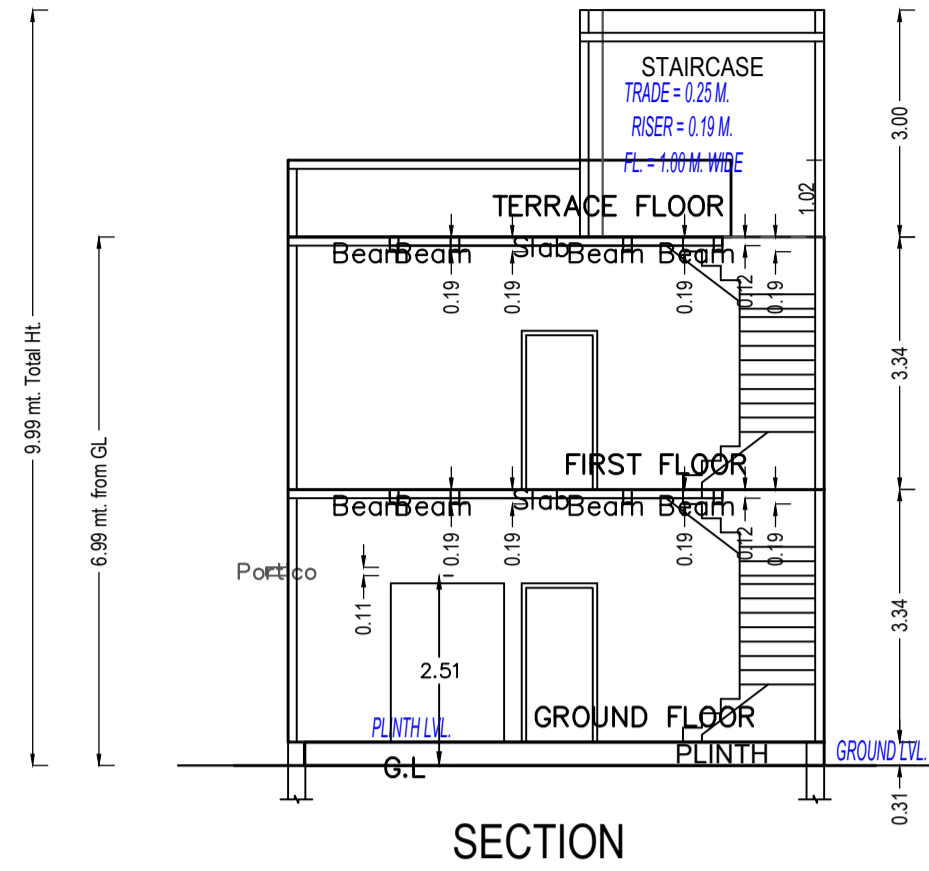 STAIRCASE
TRADE = 0.25 M.
RISER = 0.19 M.
FL. = 1.00 M. WIDE
3.00
1.02
TERRACE FLOOR
Beam Beam Slab Beam Beam
0.19 0.19 0.19 0.12 0.19
9.99 mt. Total Ht.
6.99 mt. from GL
3.34
FIRST FLOOR
Beam Beam Slab Beam Beam
0.19 0.19 0.19 0.12 0.19
Portico
0.11
3.34
2.51
GROUND FLOOR
PLINTH LVL.
PLINTH
GROUND LVL.
G.L
0.31
SECTION